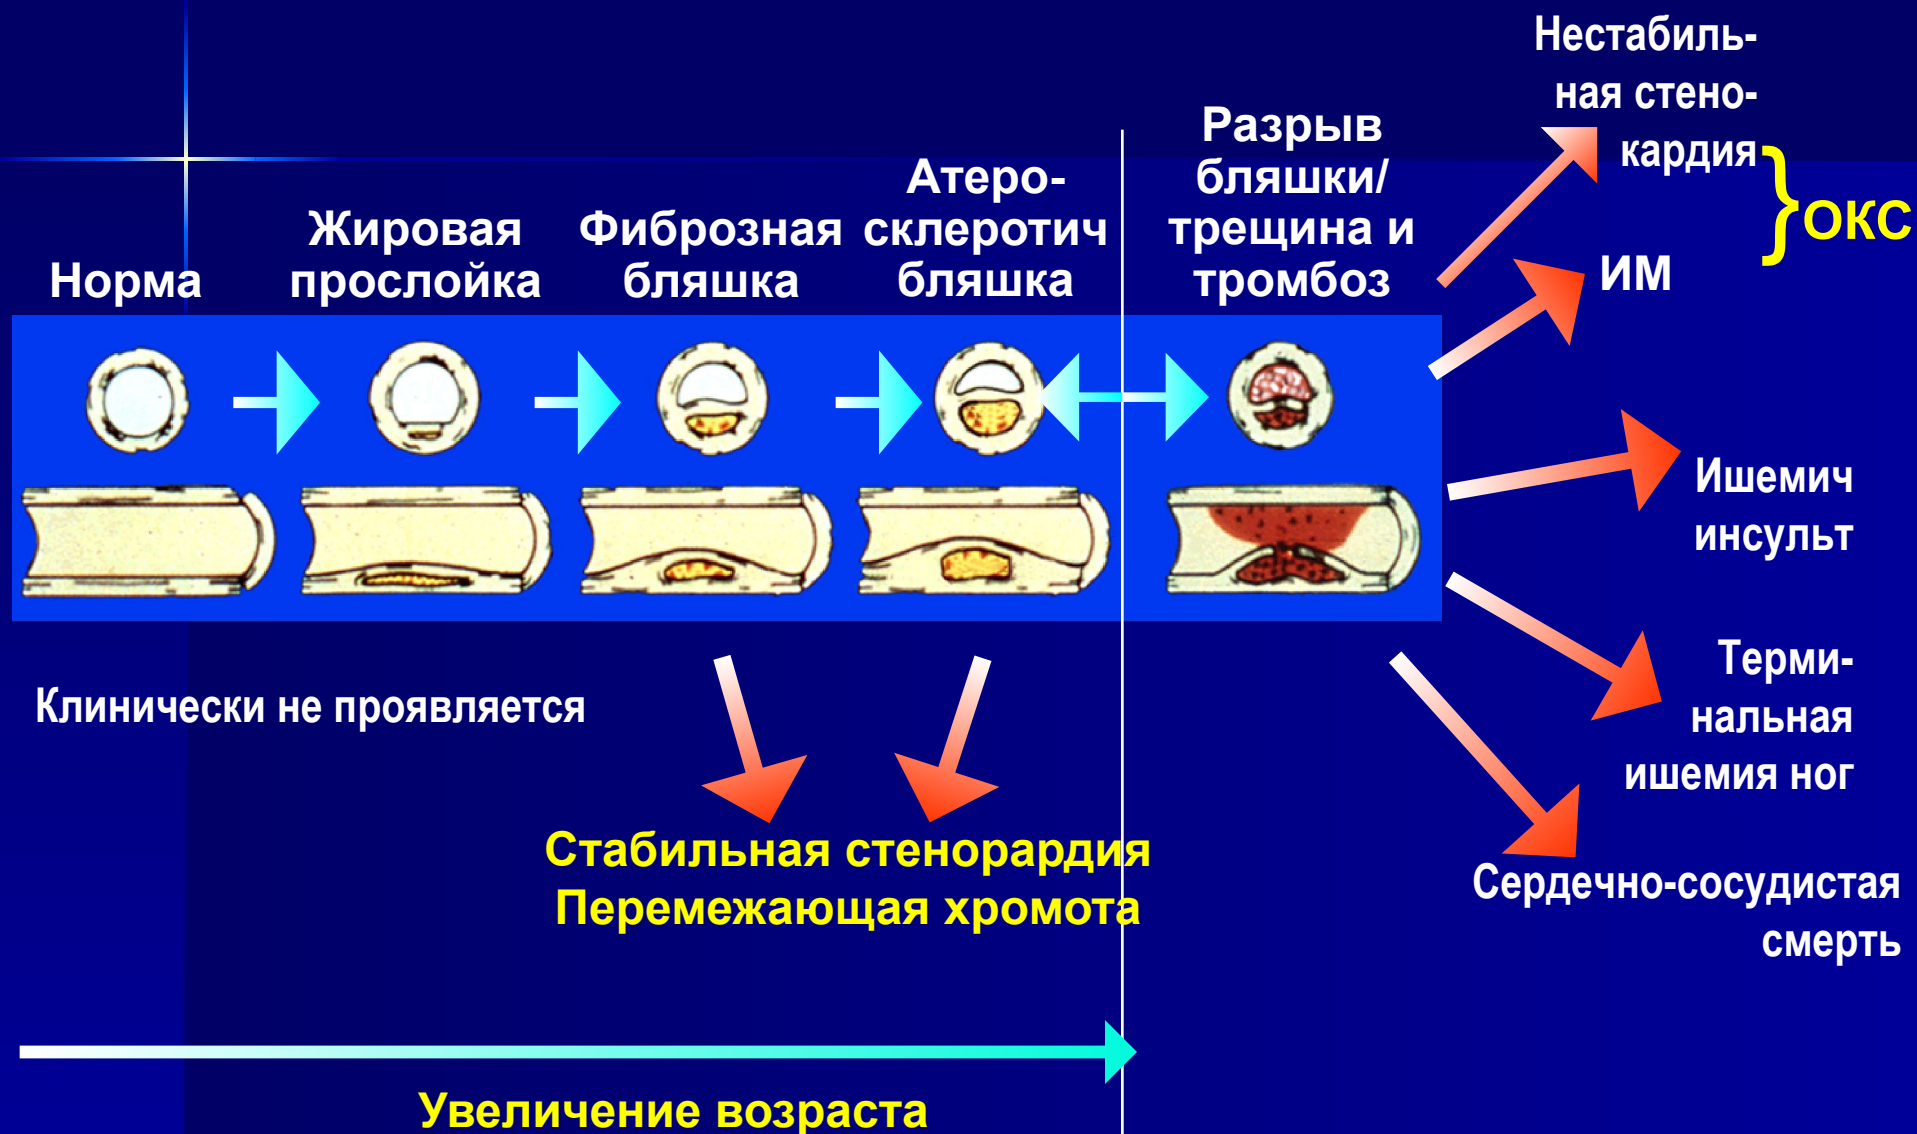 Норма
Жировая
прослойка
Фиброзная
бляшка
Атеро-
склеротич
бляшка
Разрыв
бляшки/
трещина и
тромбоз
Нестабиль-
ная стено-
кардия
}ОКС
ИМ
Ишемич
инсульт
Терми-
нальная
ишемия ног
Сердечно-сосудистая
смерть
Клинически не проявляется
Стабильная стенорардия
Перемежающая хромота
Увеличение возраста